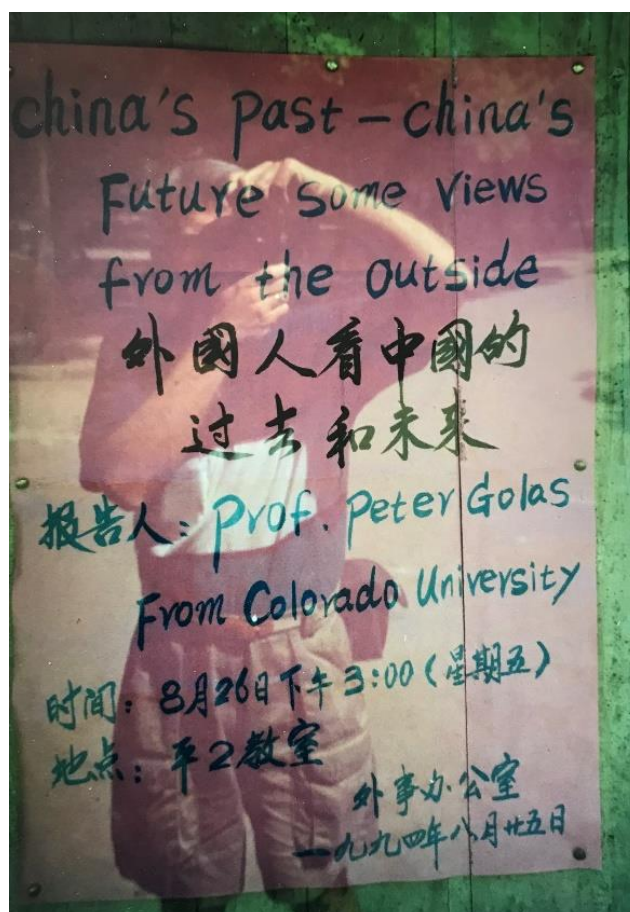 china's past — china's
Future some views
from the outside
外國人看中國的
过去和未来
报告人: Prof. Peter Golas
From Colorado University
时间: 8月26日下午3:00(星期五)
地点: 平2教室
外事办公室
一九九四年八月廿五日